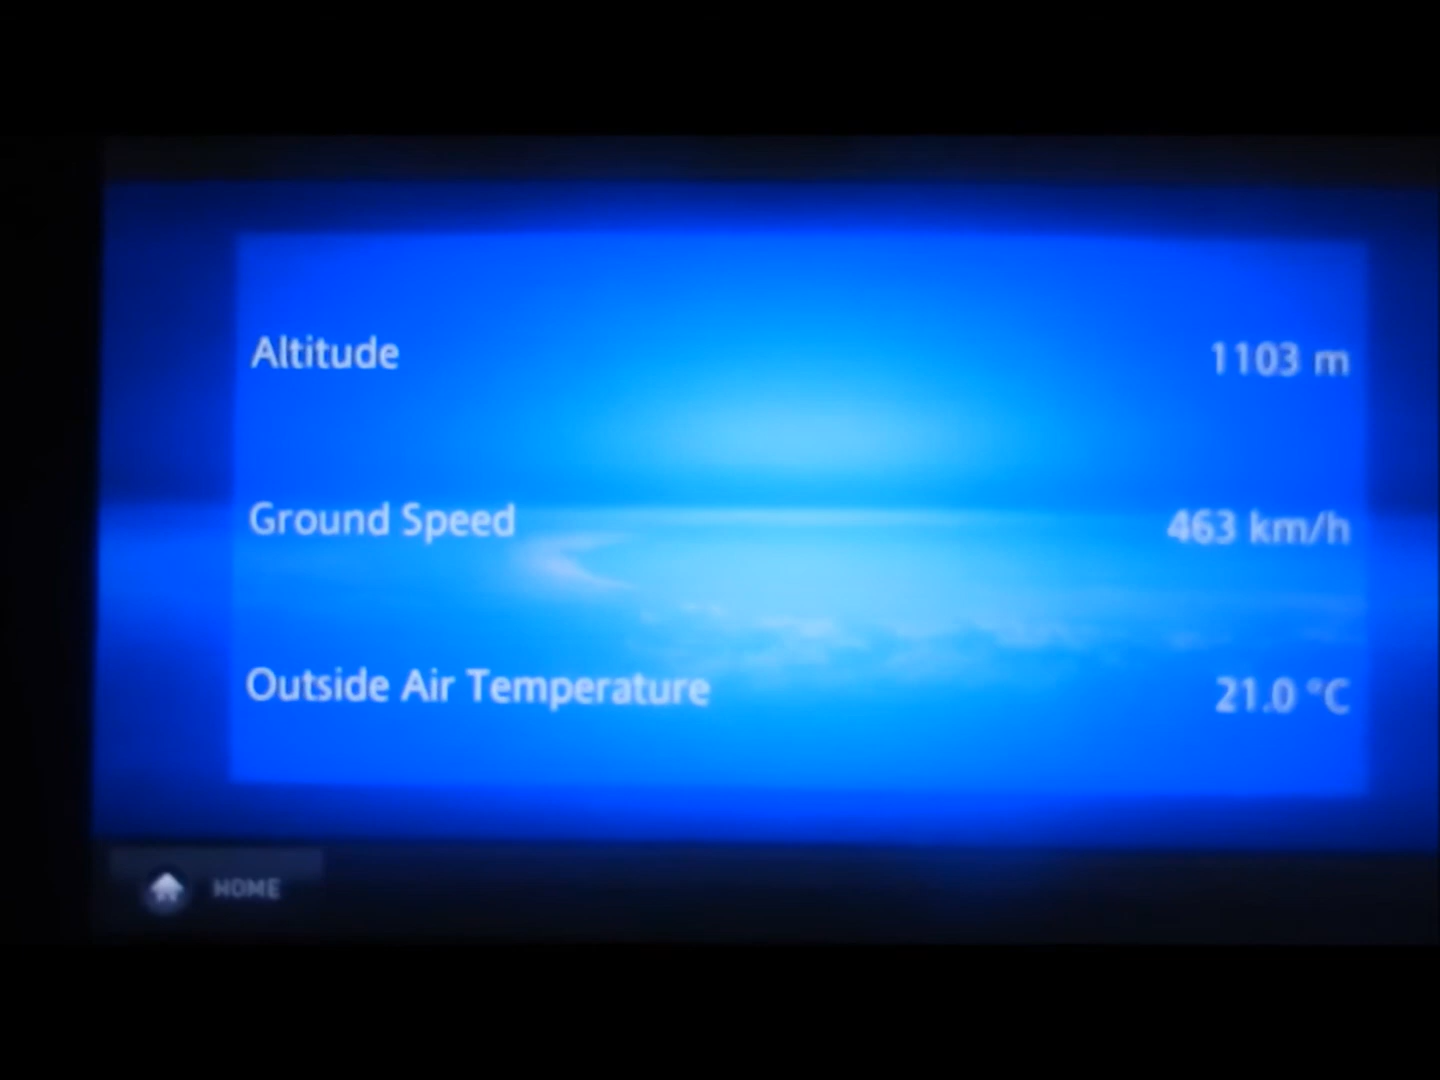 Altitude 1103 m
Ground Speed 463 km/h
Outside Air Temperature 21.0 °C
HOME